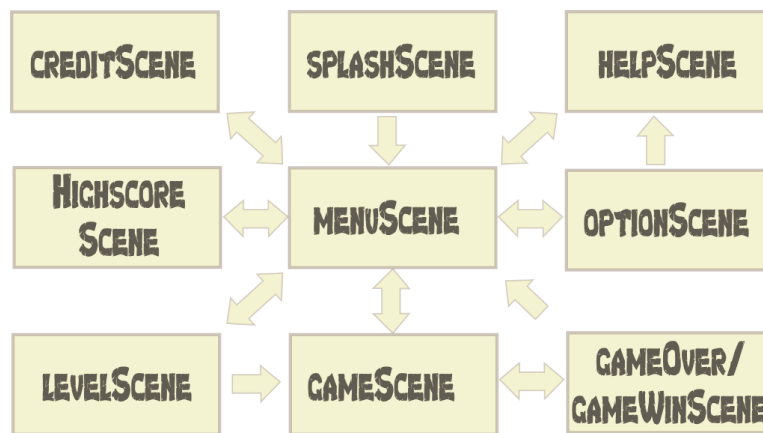 creditScene
splashScene
helpScene
Highscore
Scene
menuScene
optionScene
levelScene
gameScene
gameOver/
gameWinScene